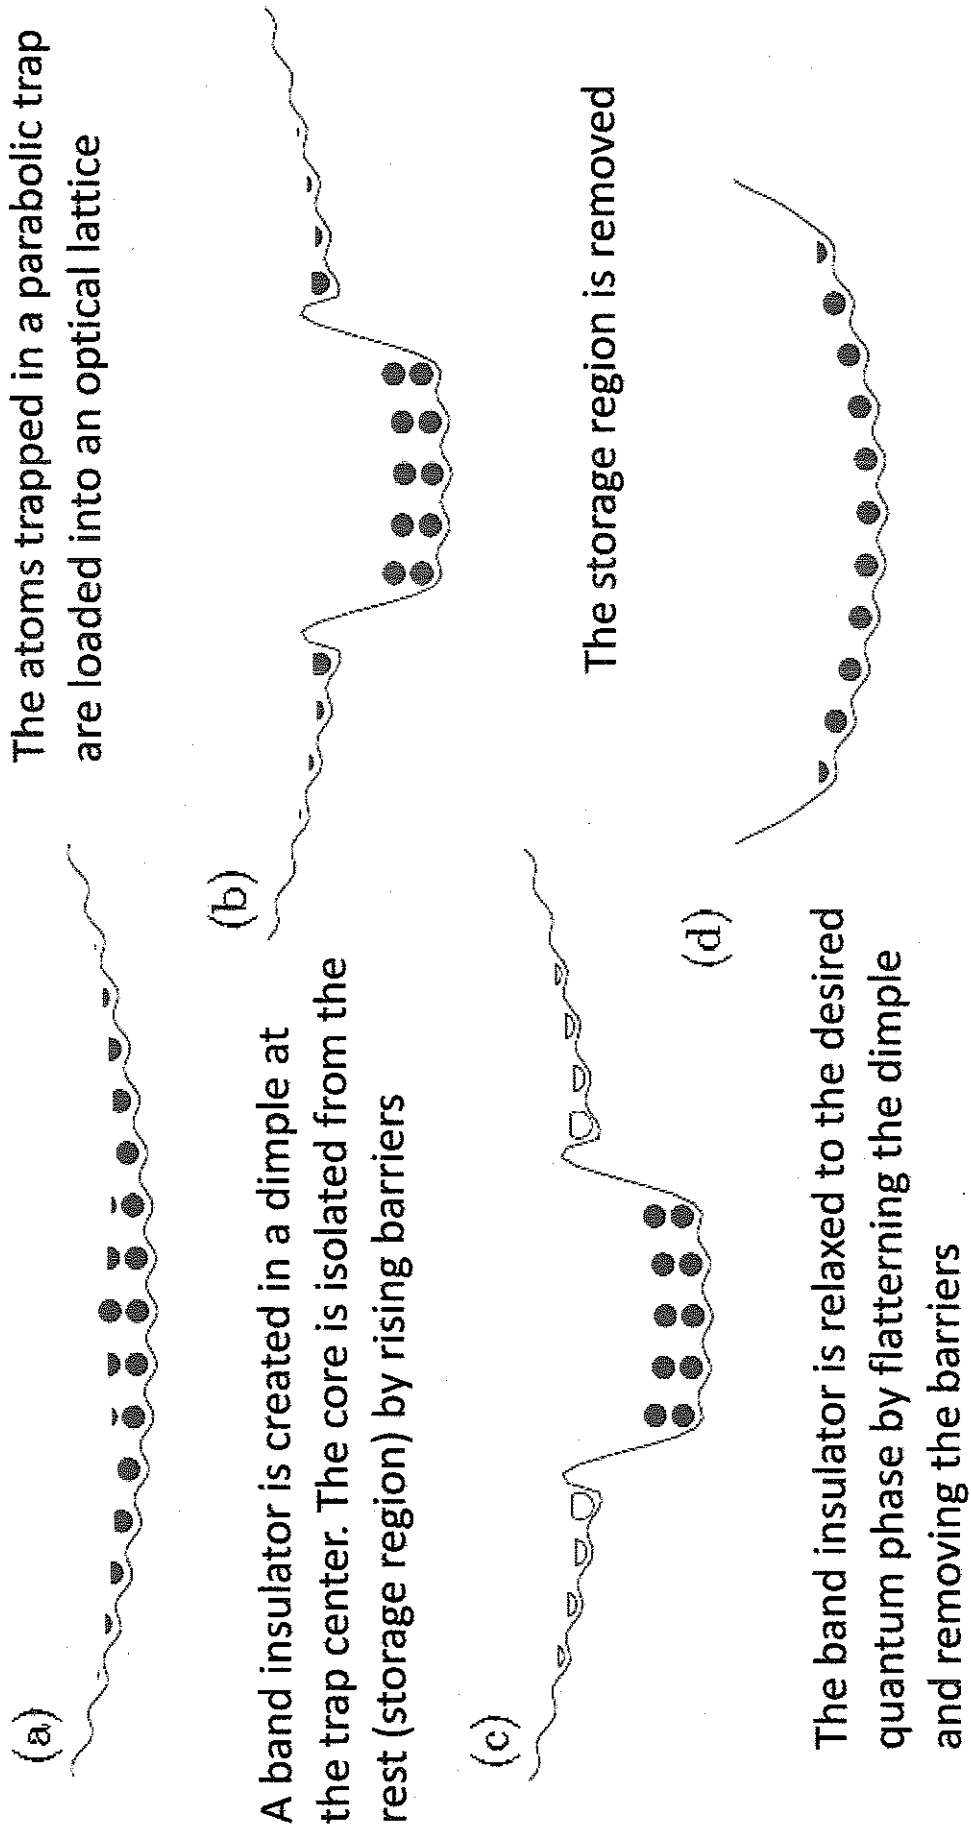 (a)
The atoms trapped in a parabolic trap
are loaded into an optical lattice
(b)
A band insulator is created in a dimple at
the trap center. The core is isolated from the
rest (storage region) by rising barriers
(c)
The storage region is removed
(d)
The band insulator is relaxed to the desired
quantum phase by flatterning the dimple
and removing the barriers